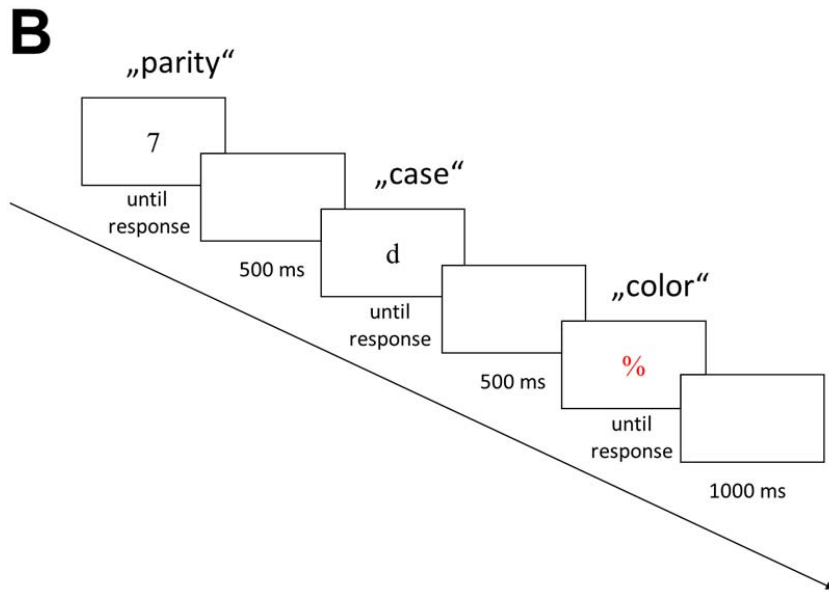 B
„parity“
7
until
response
„case“
500 ms
d
until
response
„color“
500 ms
%
until
response
1000 ms